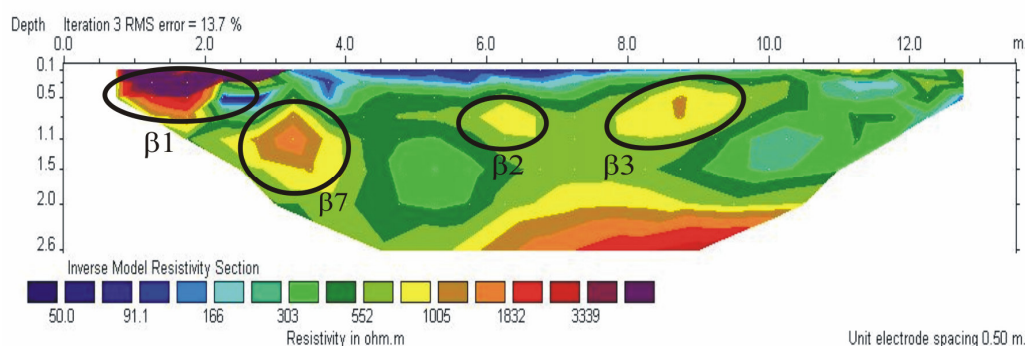 Depth Iteration 3 RMS error = 13.7 %
0.0 2.0 4.0 6.0 8.0 10.0 12.0 m.
0.1
0.5
1.1
1.5
2.0
2.6
β1
β7
β2
β3
Inverse Model Resistivity Section
50.0 91.1 166 303 552 1005 1832 3339
Resistivity in ohm.m
Unit electrode spacing 0.50 m.